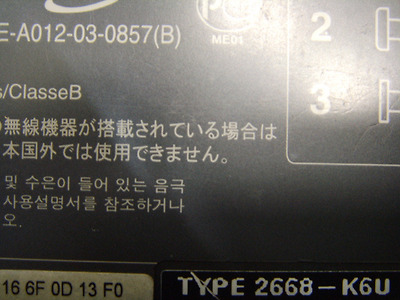 E-A012-03-0857(B)
ME01
2
s/ClasseB
3
の無線機器が搭載されている場合は
本国外では使用できません。
및 수은이 들어 있는 음극
사용설명서를 참조하거나
오.
16 6F 0D 13 F0
TYPE 2668-K6U